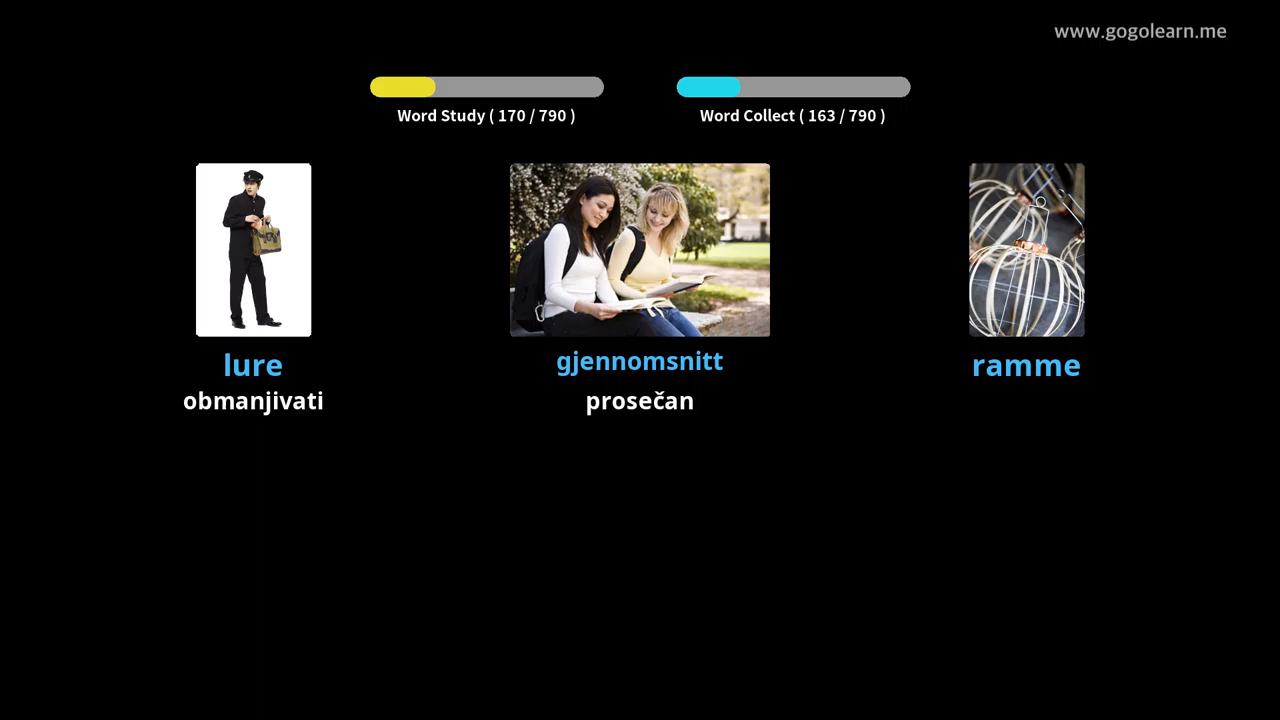 www.gogolearn.me
Word Study ( 170 / 790 )
Word Collect ( 163 / 790 )
lure
obmanjivati
gjennomsnitt
prosečan
ramme